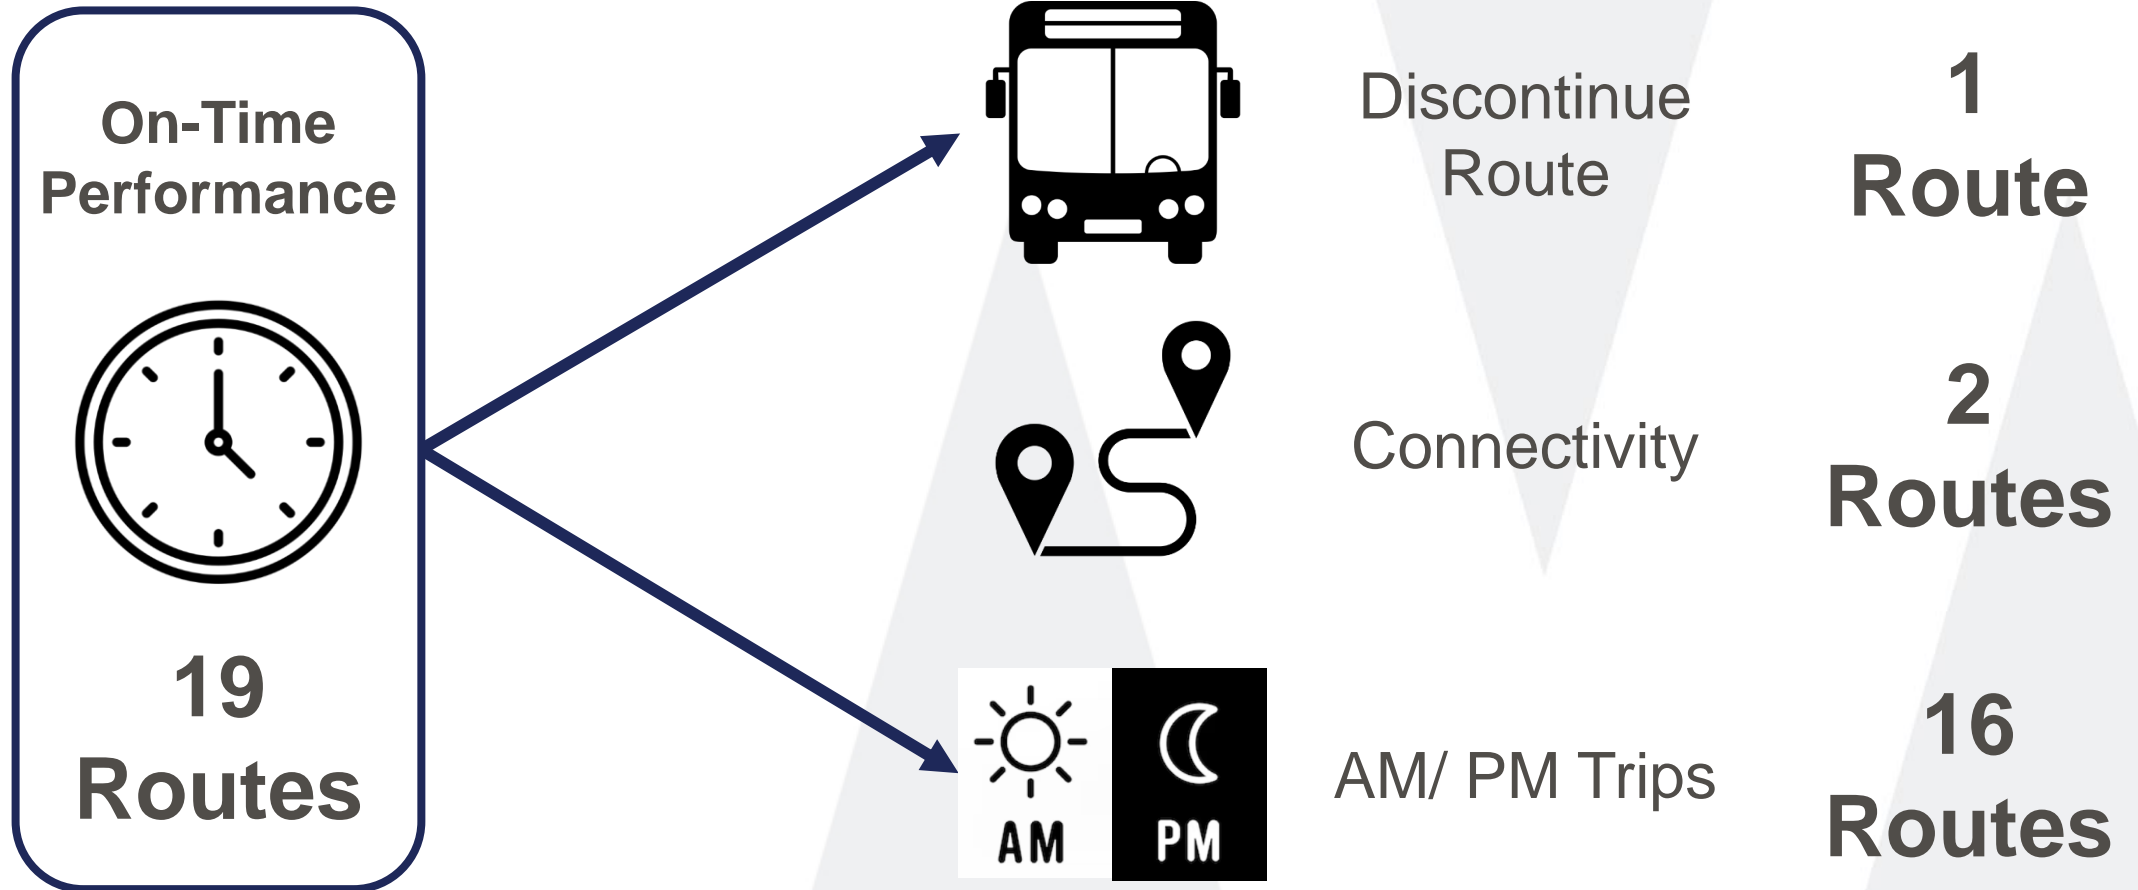 On-Time
Performance
19
Routes
Discontinue
Route
1
Route
Connectivity
2
Routes
AM
PM
AM/ PM Trips
16
Routes